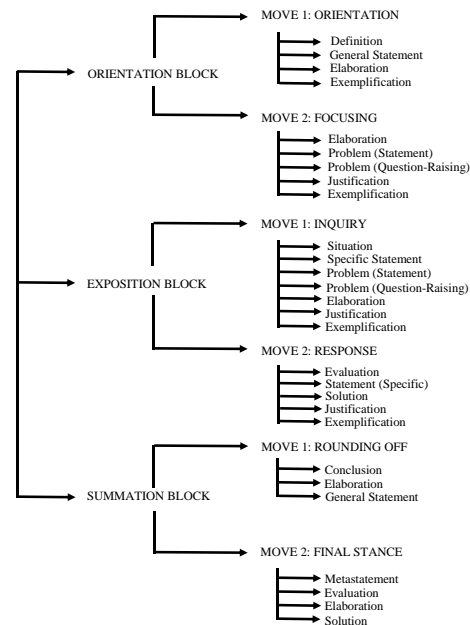 MOVE 1: ORIENTATION
Definition
General Statement
Elaboration
Exemplification
ORIENTATION BLOCK
MOVE 2: FOCUSING
Elaboration
Problem (Statement)
Problem (Question-Raising)
Justification
Exemplification
MOVE 1: INQUIRY
Situation
Specific Statement
Problem (Statement)
Problem (Question-Raising)
Elaboration
Justification
Exemplification
EXPOSITION BLOCK
MOVE 2: RESPONSE
Evaluation
Statement (Specific)
Solution
Justification
Exemplification
MOVE 1: ROUNDING OFF
Conclusion
Elaboration
General Statement
SUMMATION BLOCK
MOVE 2: FINAL STANCE
Metastatement
Evaluation
Elaboration
Solution